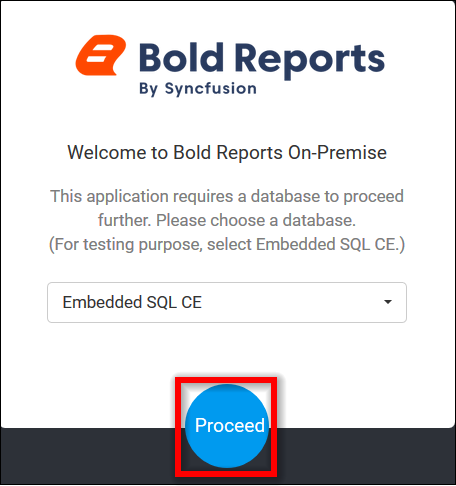 Bold Reports
By Syncfusion
Welcome to Bold Reports On-Premise
This application requires a database to proceed
further. Please choose a database.
(For testing purpose, select Embedded SQL CE.)
Embedded SQL CE
Proceed